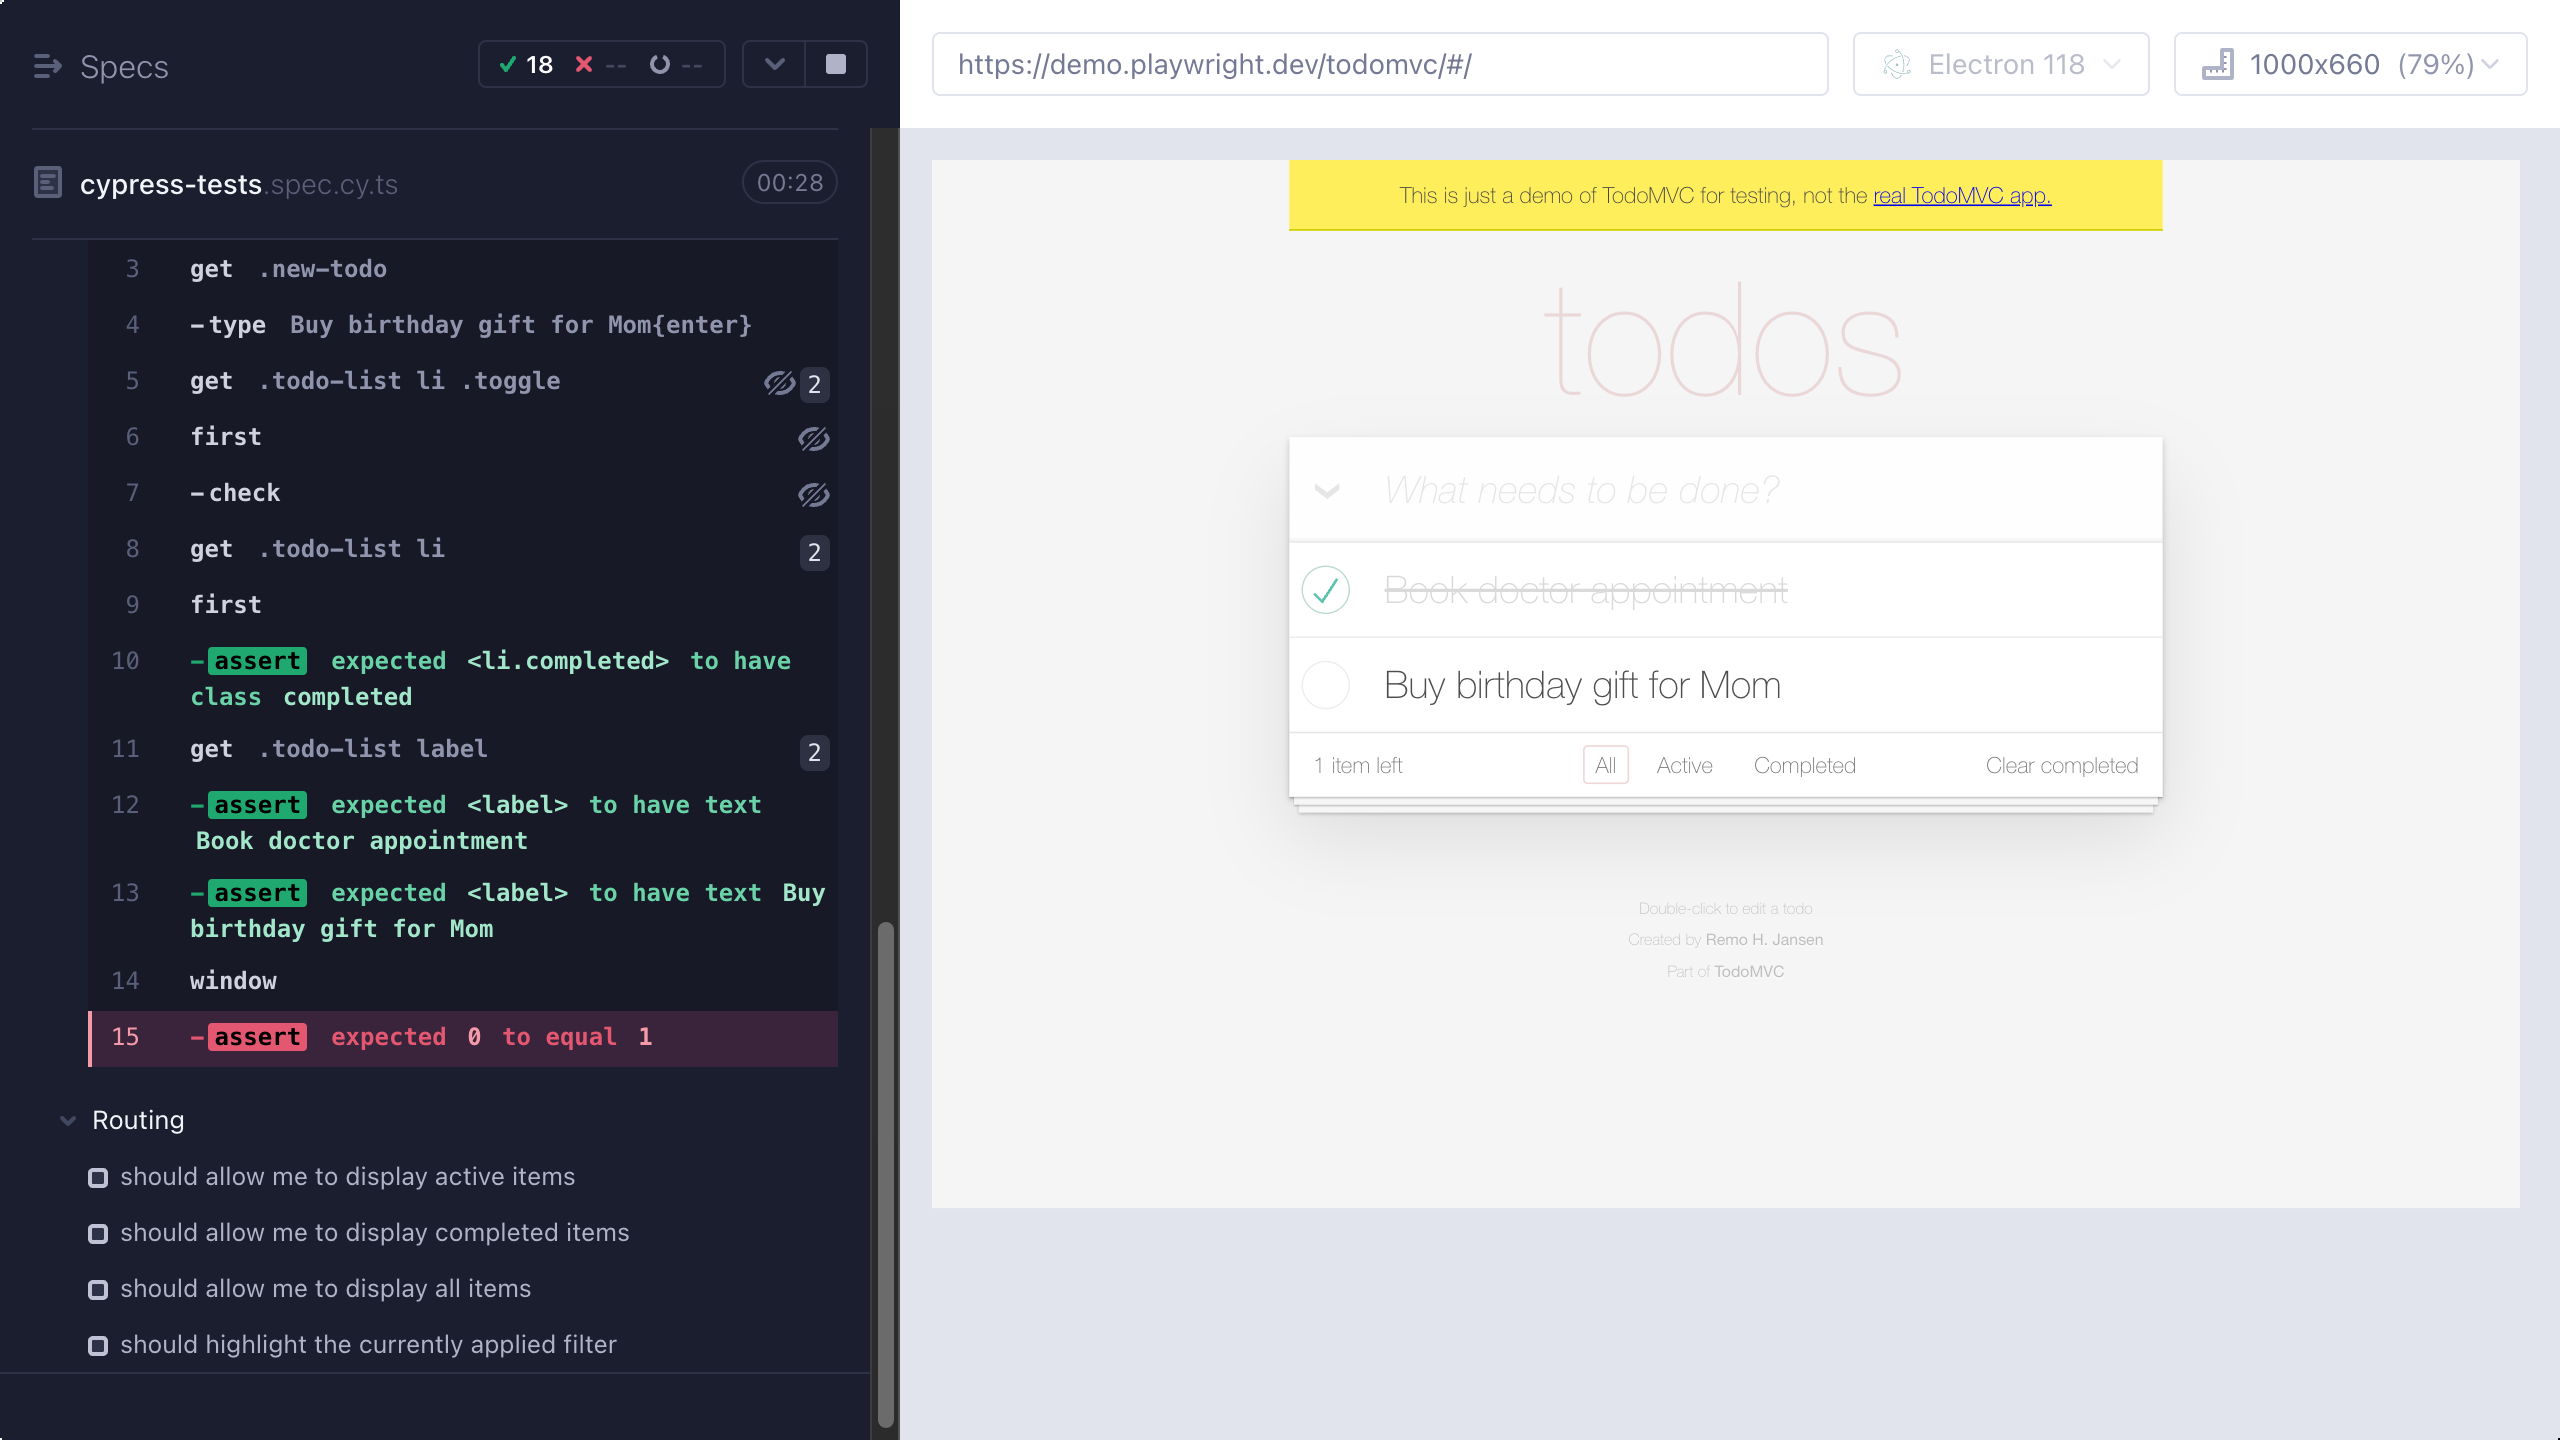 Specs
18 -- --
cypress-tests.spec.cy.ts 00:28
3 get .new-todo
4 -type Buy birthday gift for Mom{enter}
5 get .todo-list li .toggle 2
6 first
7 -check
8 get .todo-list li 2
9 first
10 -assert expected <li.completed> to have
class completed
11 get .todo-list label 2
12 -assert expected <label> to have text
Book doctor appointment
13 -assert expected <label> to have text Buy
birthday gift for Mom
14 window
15 -assert expected 0 to equal 1
Routing
should allow me to display active items
should allow me to display completed items
should allow me to display all items
should highlight the currently applied filter
https://demo.playwright.dev/todomvc/#/
Electron 118
1000x660 (79%)
This is just a demo of TodoMVC for testing, not the real TodoMVC app.
todos
What needs to be done?
Book doctor appointment
Buy birthday gift for Mom
1 item left All Active Completed Clear completed
Double-click to edit a todo
Created by Remo H. Jansen
Part of TodoMVC